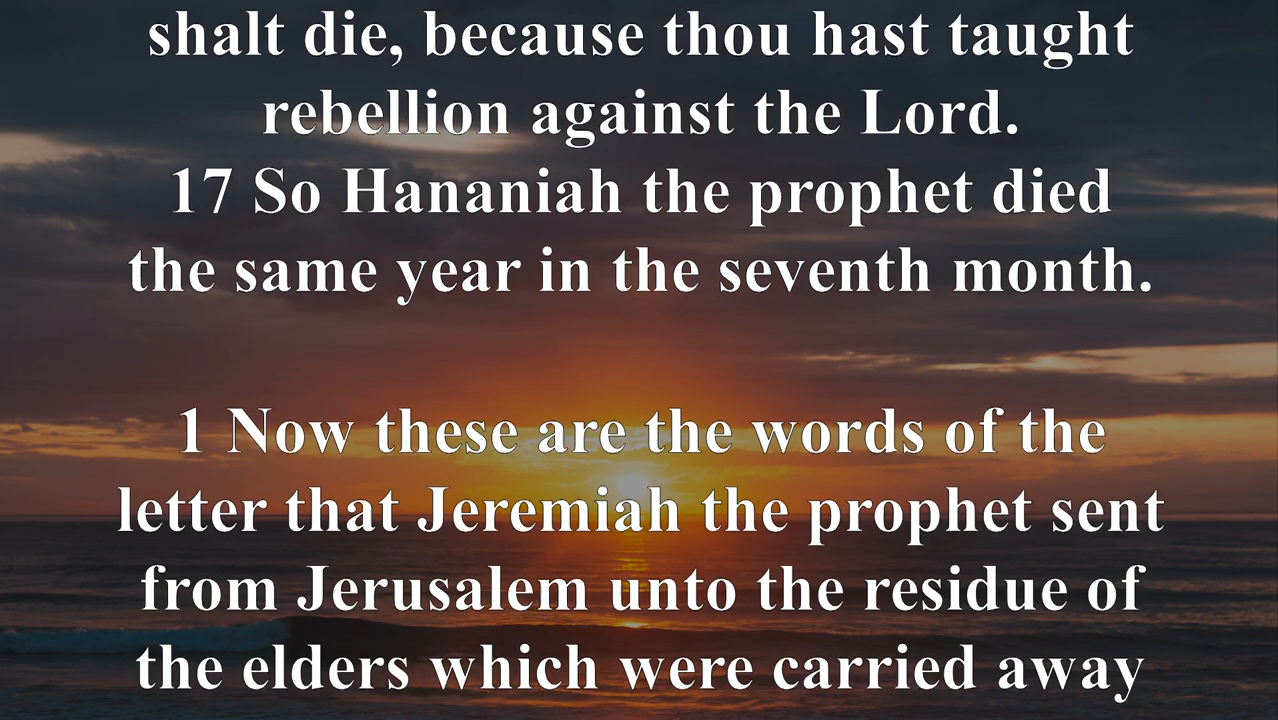 shalt die, because thou hast taught
rebellion against the Lord.
17 So Hananiah the prophet died
the same year in the seventh month.
1 Now these are the words of the
letter that Jeremiah the prophet sent
from Jerusalem unto the residue of
the elders which were carried away